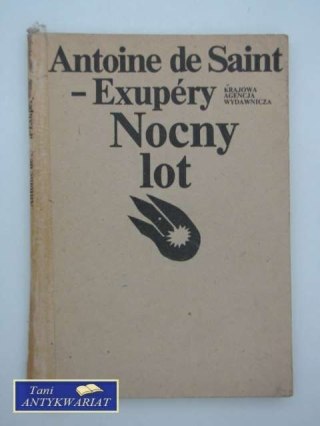 Antoine de Saint
– Exupéry
KRAJOWA
AGENCJA
WYDAWNICZA
Nocny
lot
Tani
ANTYKWARIAT